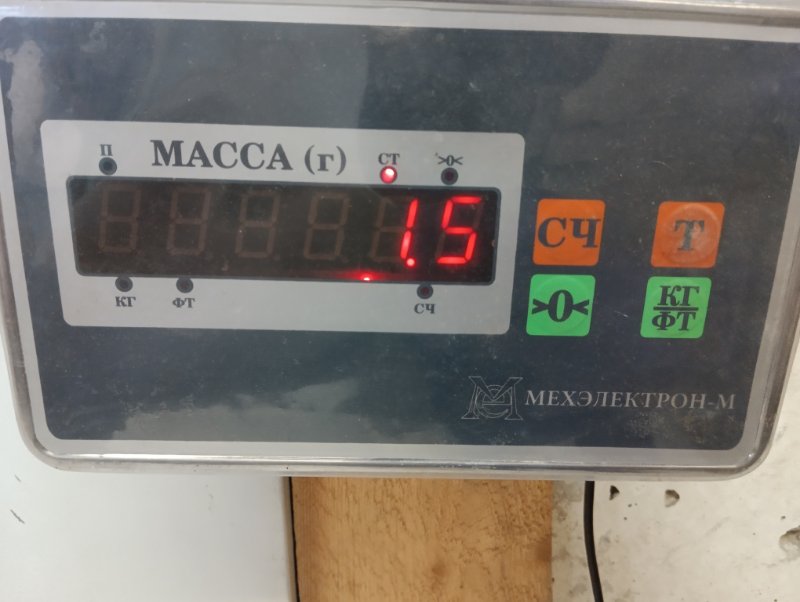 П
МАССА (г)
СТ
>0<
1.5
КГ
ФТ
СЧ
СЧ
Т
>0<
КГ
ФТ
МЕХЭЛЕКТРОН-М